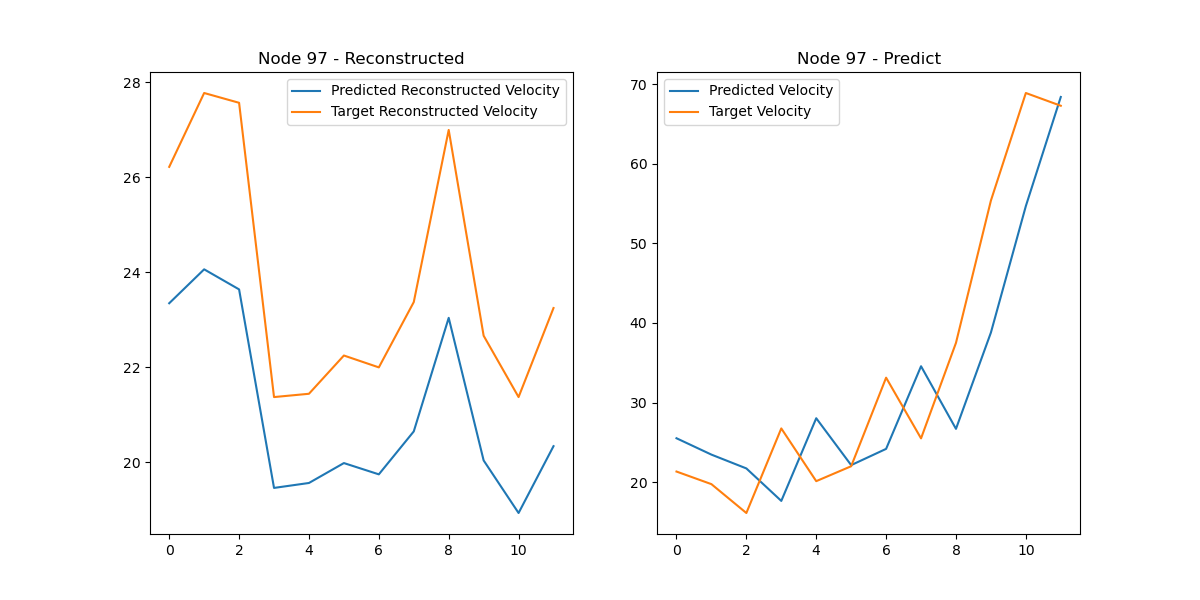 Node 97 - Reconstructed
Predicted Reconstructed Velocity
Target Reconstructed Velocity
28
26
24
22
20
0 2 4 6 8 10
Node 97 - Predict
Predicted Velocity
Target Velocity
70
60
50
40
30
20
0 2 4 6 8 10